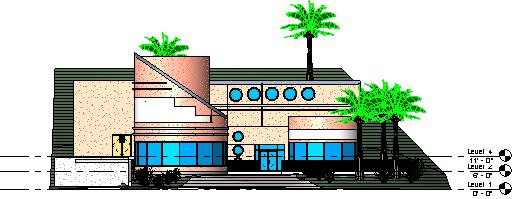 Level 4
11' - 0"
Level 2
6' - 0"
Level 1
0' - 0"